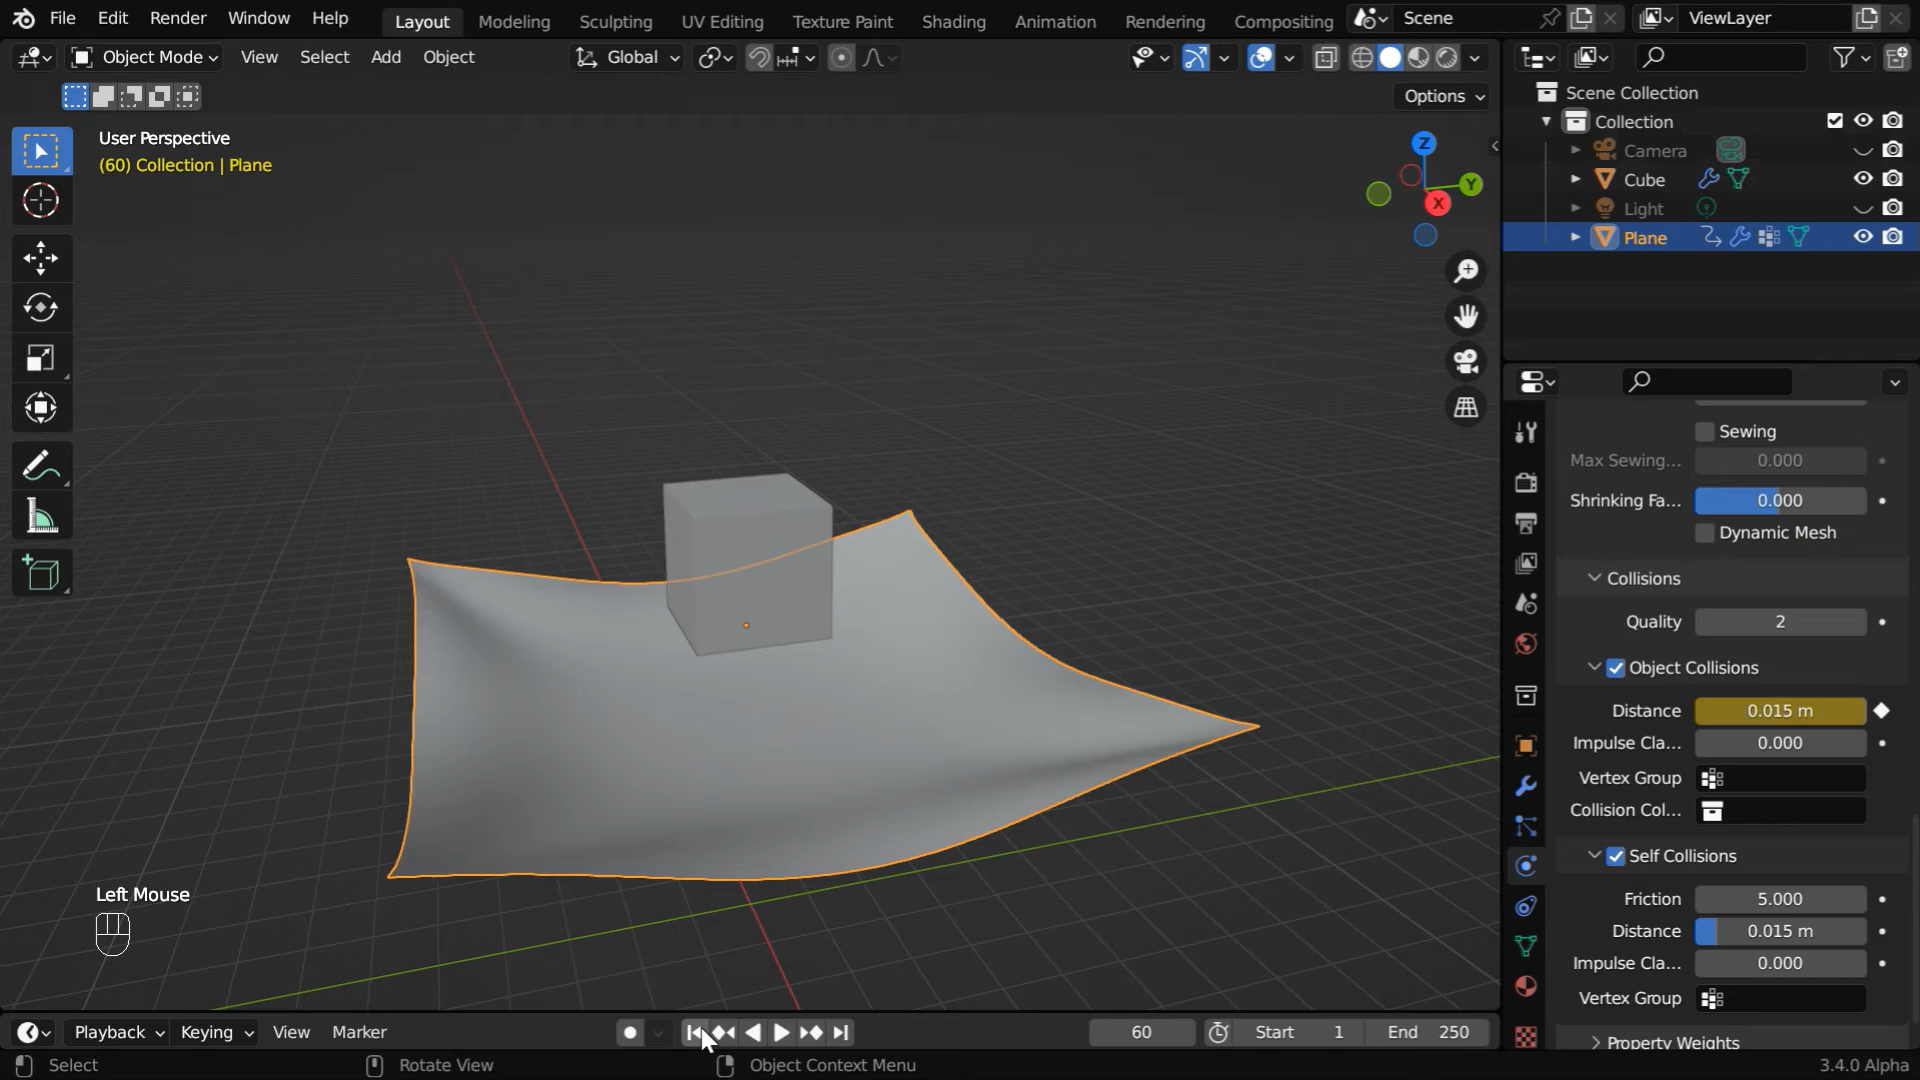 File Edit Render Window Help Layout Modeling Sculpting UV Editing Texture Paint Shading Animation Rendering Compositing Scene ViewLayer
Object Mode View Select Add Object Global
Options
User Perspective
(60) Collection | Plane
Z
Y
X
Scene Collection
Collection
Camera
Cube
Light
Plane
Sewing
Max Sewing... 0.000
Shrinking Fa... 0.000
Dynamic Mesh
Collisions
Quality 2
Object Collisions
Distance 0.015 m
Impulse Cla... 0.000
Vertex Group
Collision Col...
Self Collisions
Friction 5.000
Distance 0.015 m
Impulse Cla... 0.000
Vertex Group
Property Weights
Left Mouse
Playback Keying View Marker 60 Start 1 End 250
Select Rotate View Object Context Menu 3.4.0 Alpha